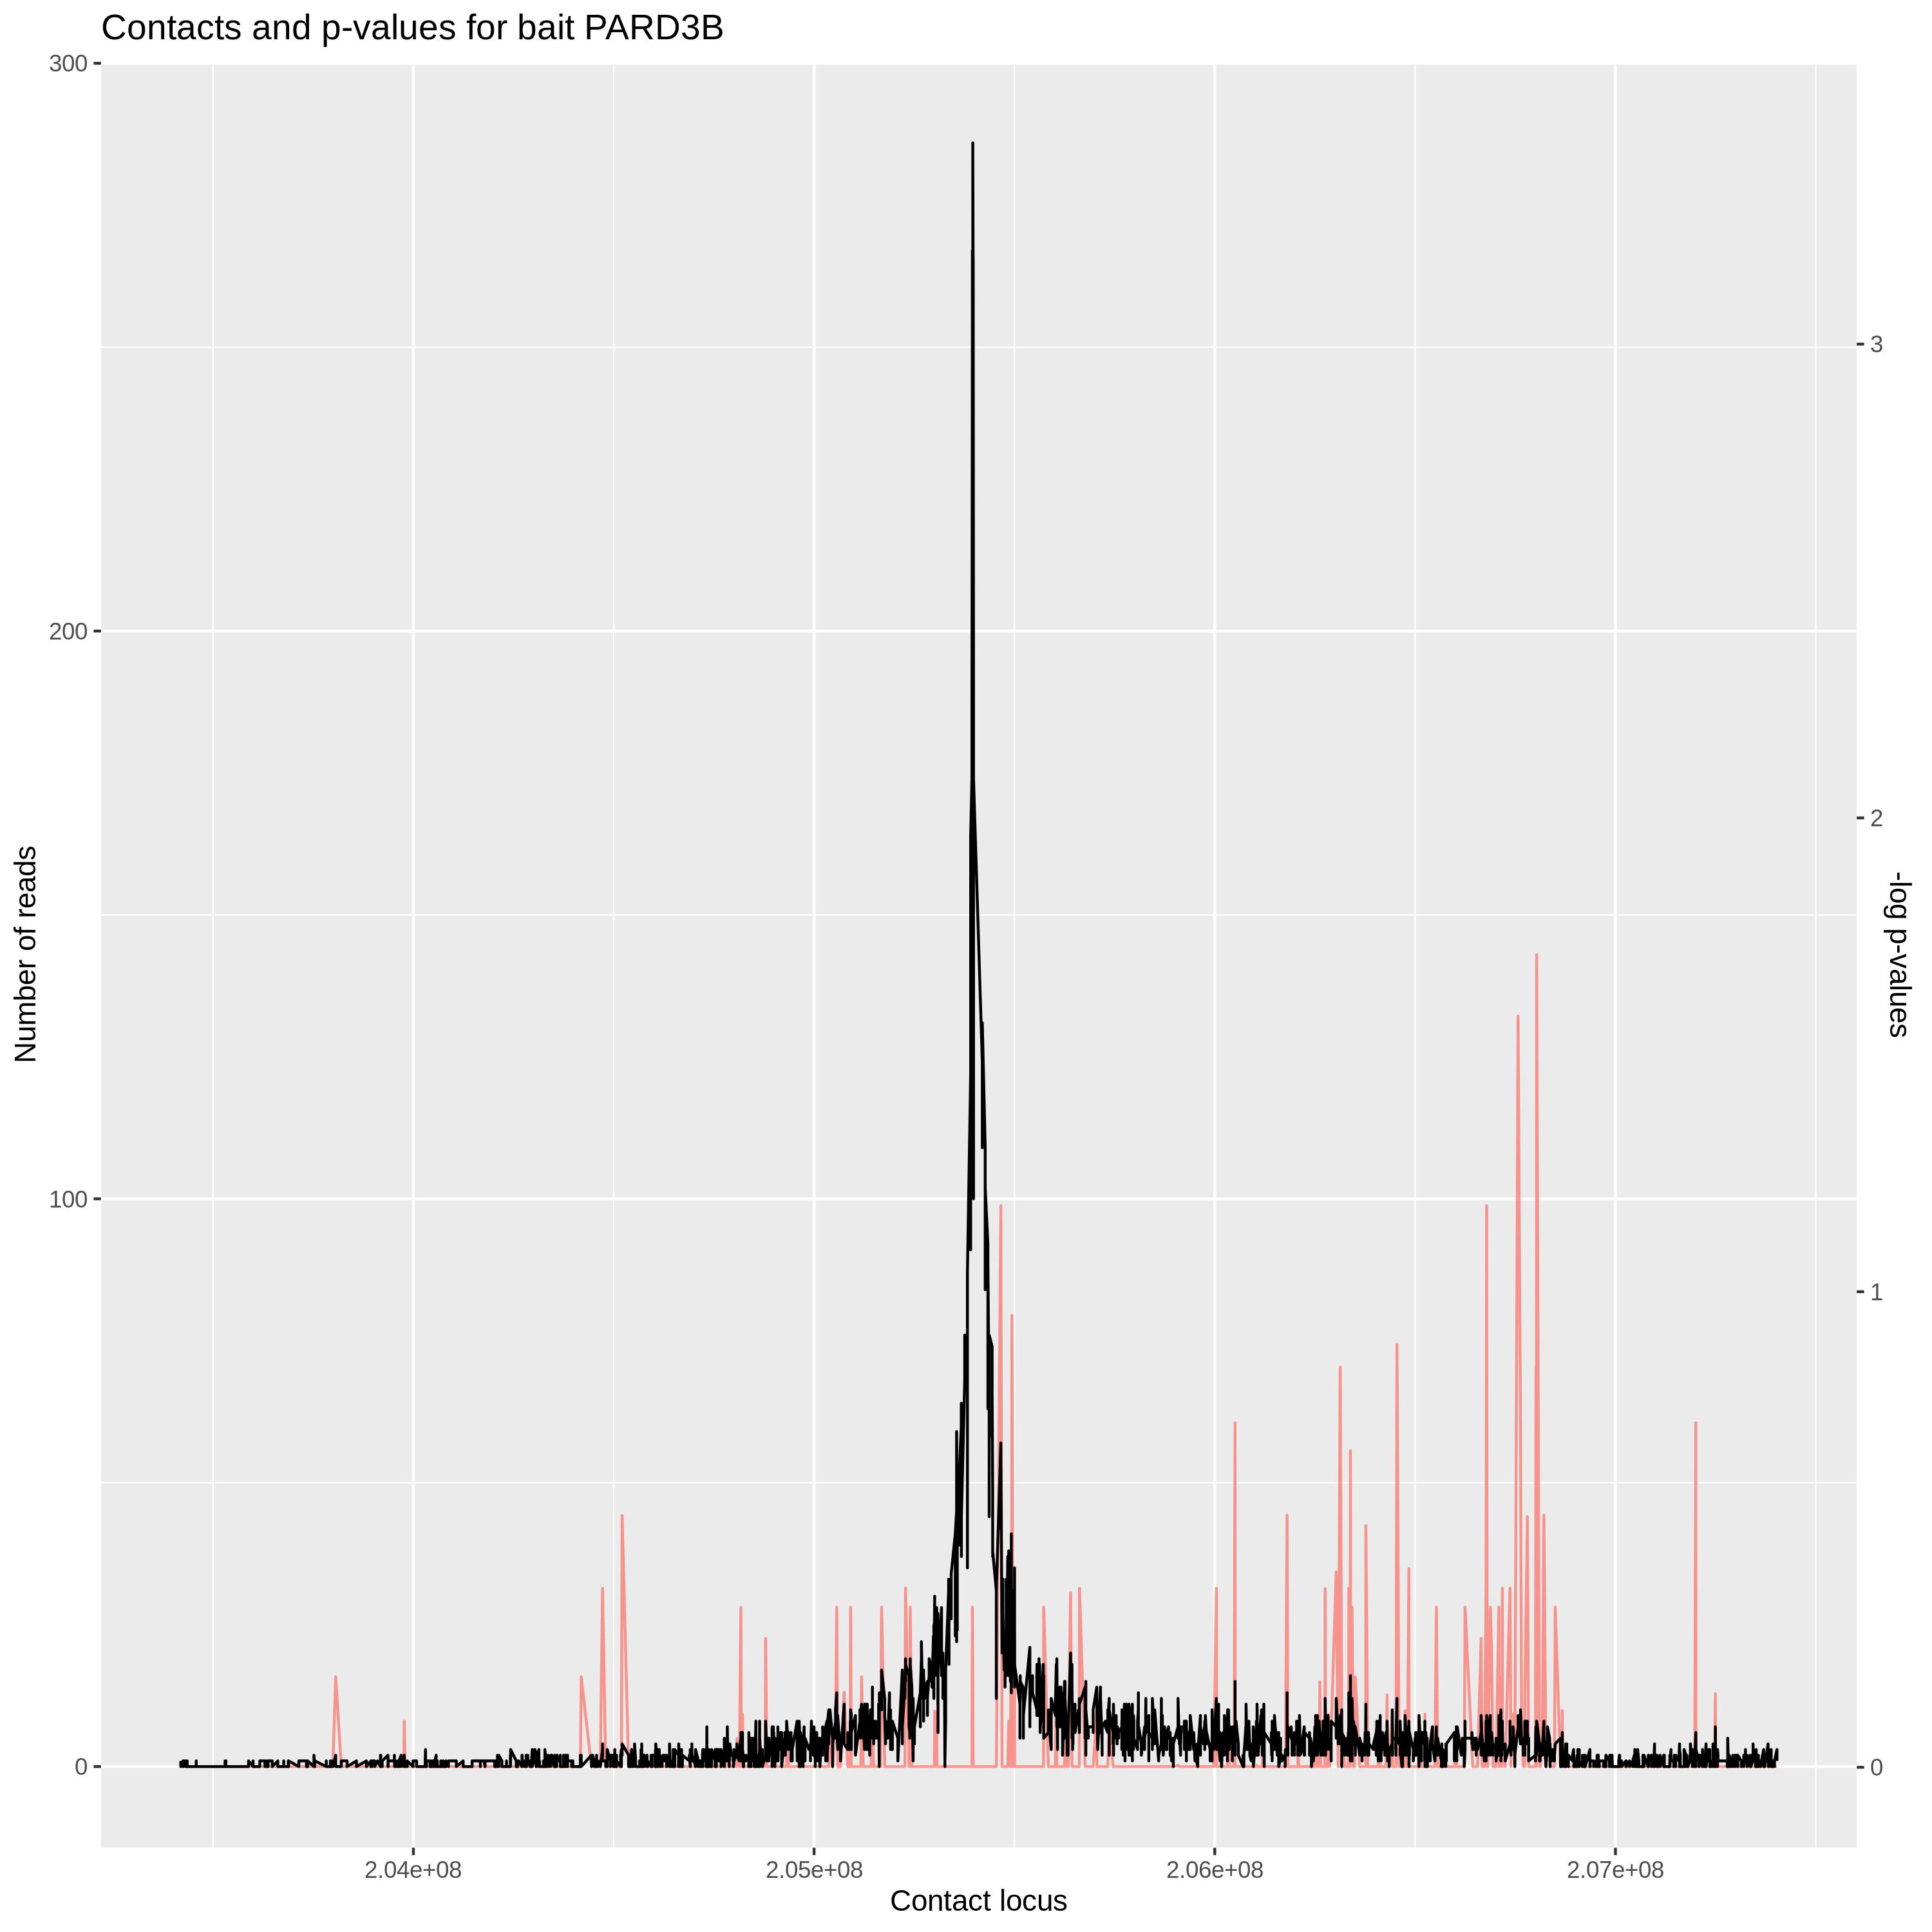 Contacts and p-values for bait PARD3B
300
200
100
0
Number of reads
3
2
1
0
-log p-values
2.04e+08
2.05e+08
2.06e+08
2.07e+08
Contact locus